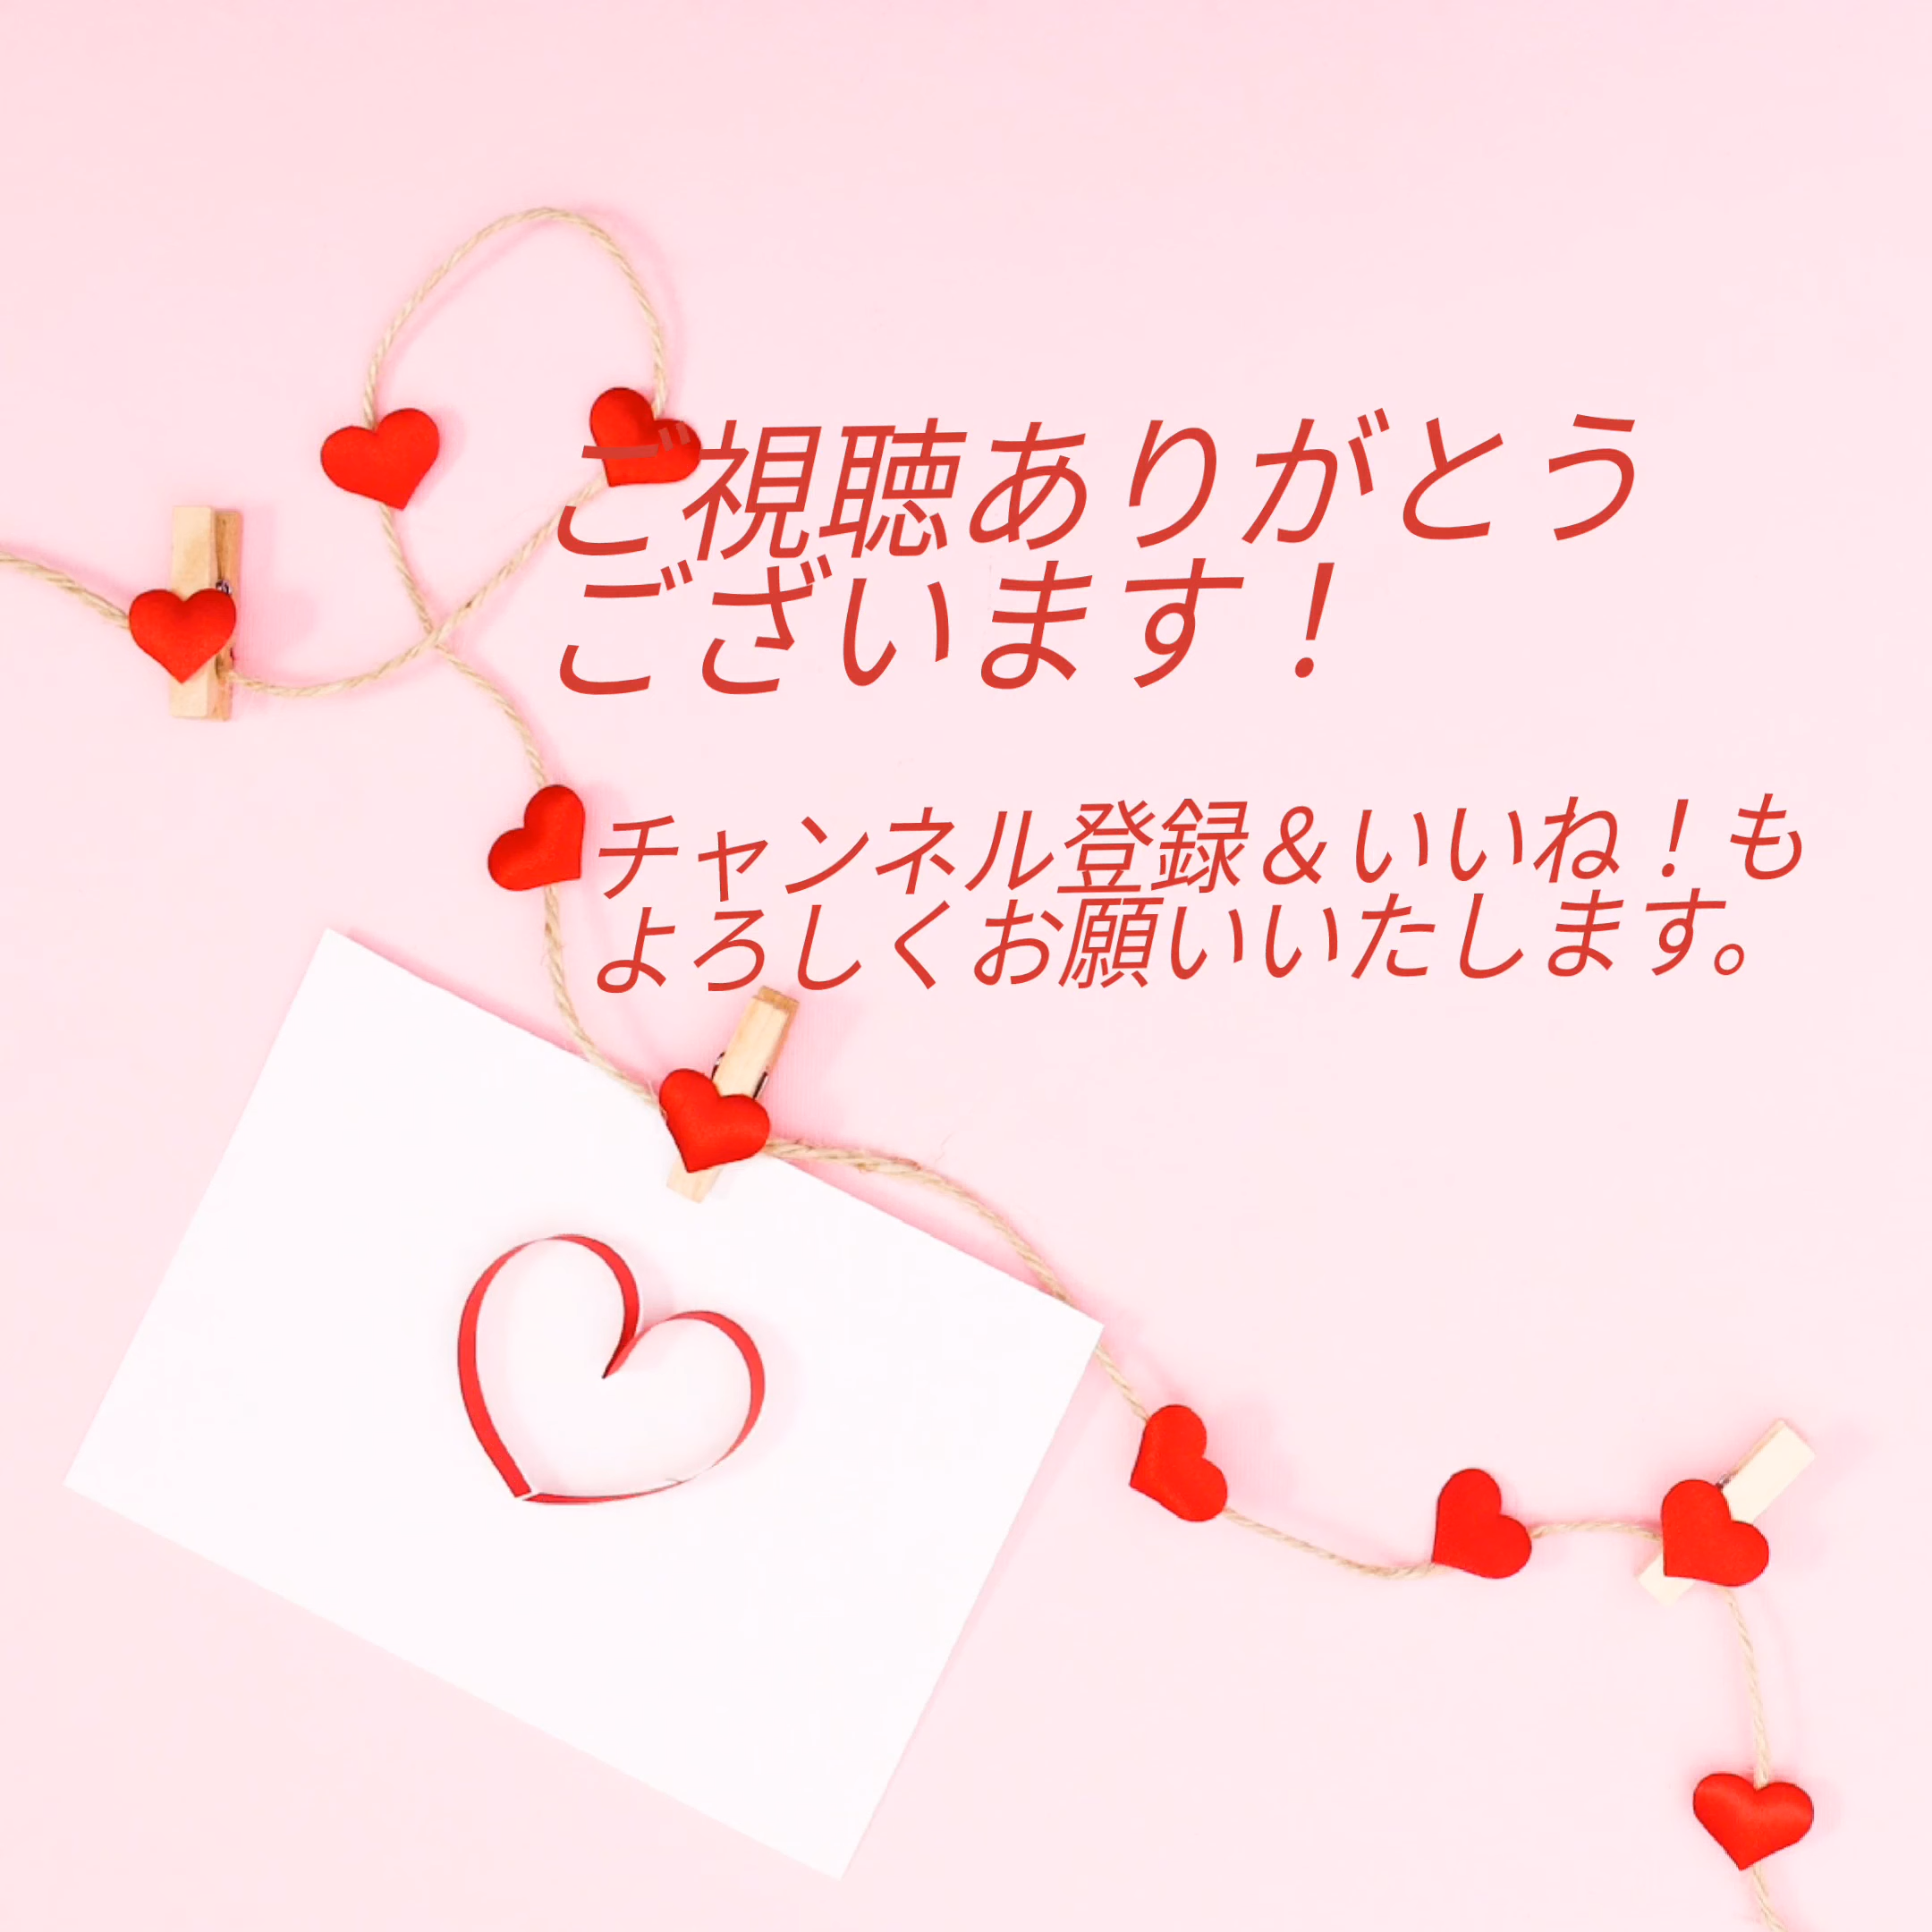 ご視聴ありがとう
ございます！
チャンネル登録＆いいね！も
よろしくお願いいたします。